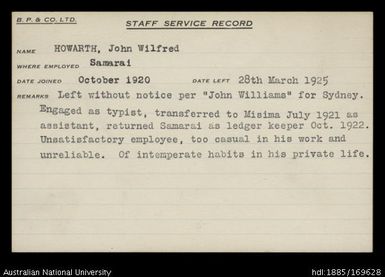 B. P. & CO. LTD.
STAFF SERVICE RECORD
NAME HOWARTH, John Wilfred
WHERE EMPLOYED Samarai
DATE JOINED October 1920 DATE LEFT 28th March 1925
REMARKS Left without notice per "John Williams" for Sydney.
Engaged as typist, transferred to Misima July 1921 as
assistant, returned Samarai as ledger keeper Oct. 1922.
Unsatisfactory employee, too casual in his work and
unreliable. Of intemperate habits in his private life.
Australian National University
hdl:1885/169628